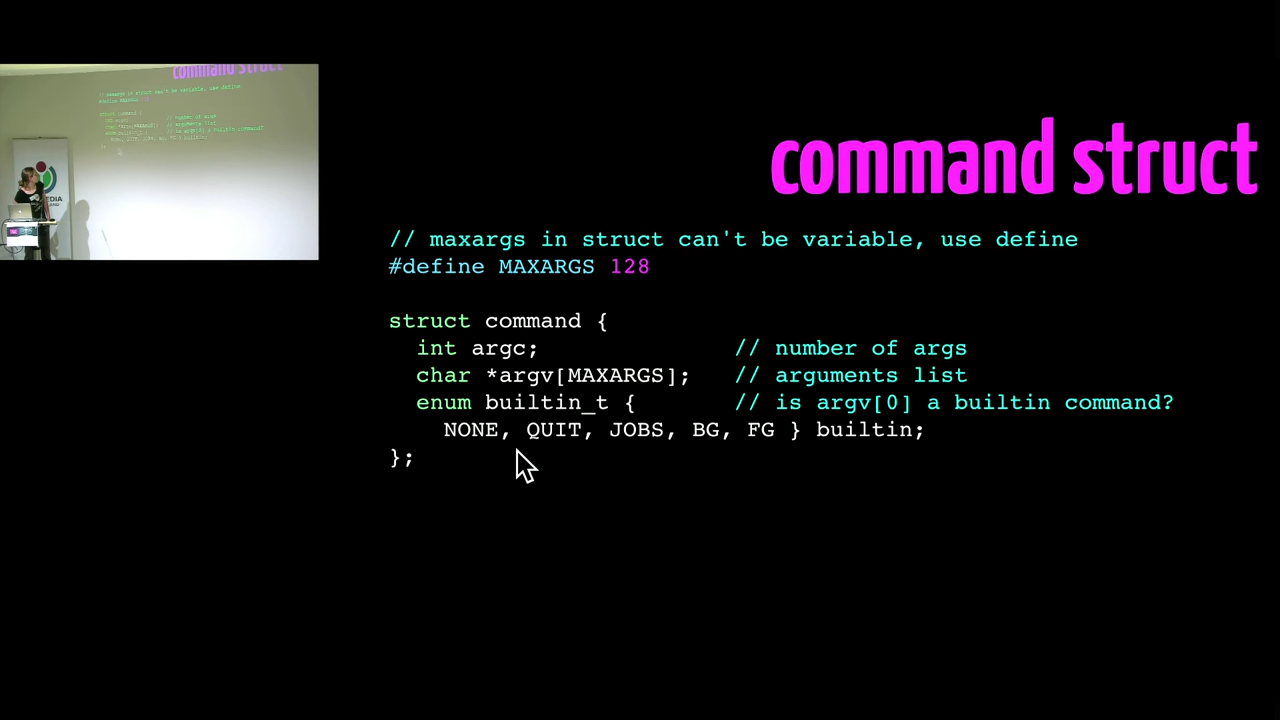 command struct
// maxargs in struct can't be variable, use define
#define MAXARGS 128
struct command {
int argc; // number of args
char *argv[MAXARGS]; // arguments list
enum builtin_t { // is argv[0] a builtin command?
NONE, QUIT, JOBS, BG, FG } builtin;
};